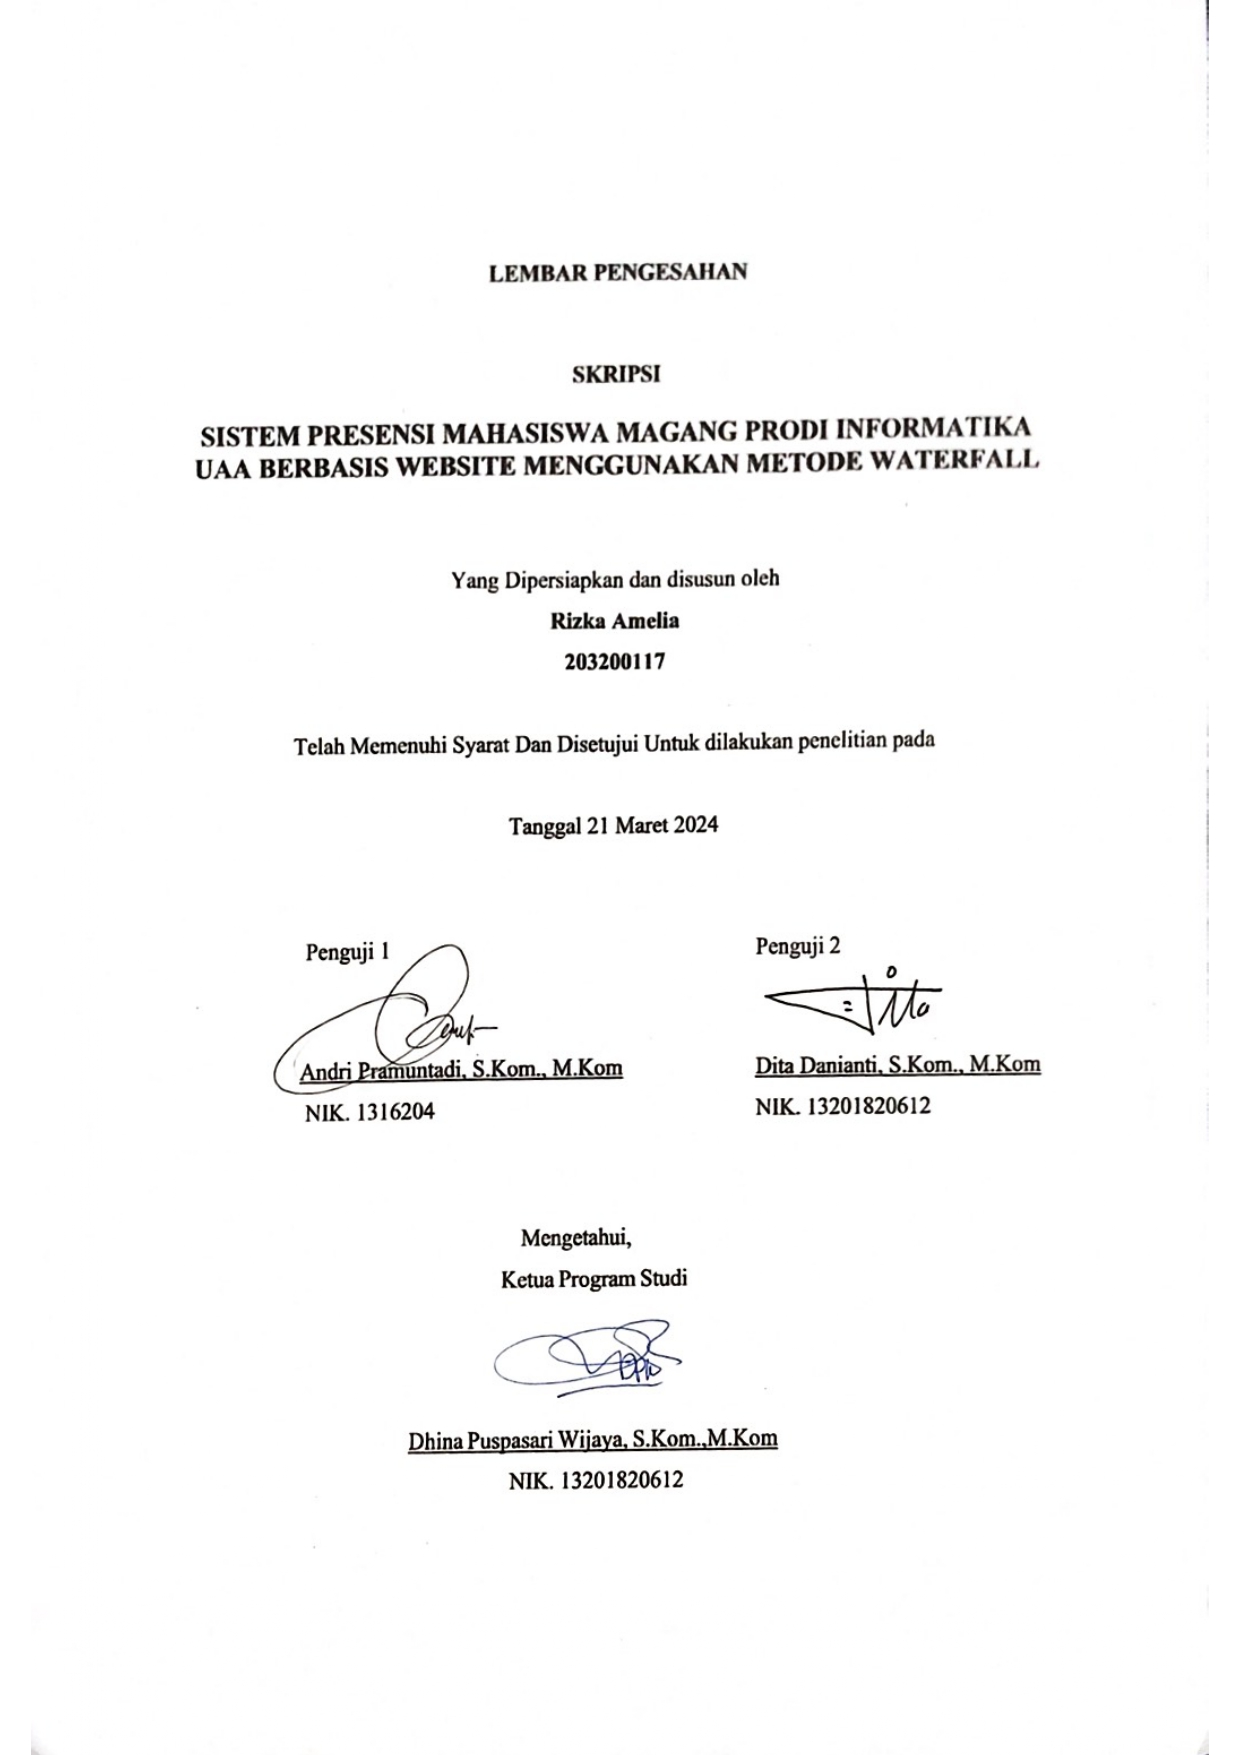 LEMBAR PENGESAHAN
SKRIPSI
SISTEM PRESENSI MAHASISWA MAGANG PRODI INFORMATIKA
UAA BERBASIS WEBSITE MENGGUNAKAN METODE WATERFALL
Yang Dipersiapkan dan disusun oleh
Rizka Amelia
203200117
Telah Memenuhi Syarat Dan Disetujui Untuk dilakukan penelitian pada
Tanggal 21 Maret 2024
Penguji 1
Penguji 2
Andri Pramuntadi, S.Kom., M.Kom
Dita Danianti, S.Kom., M.Kom
NIK. 1316204
NIK. 13201820612
Mengetahui,
Ketua Program Studi
Dhina Puspasari Wijaya, S.Kom.,M.Kom
NIK. 13201820612